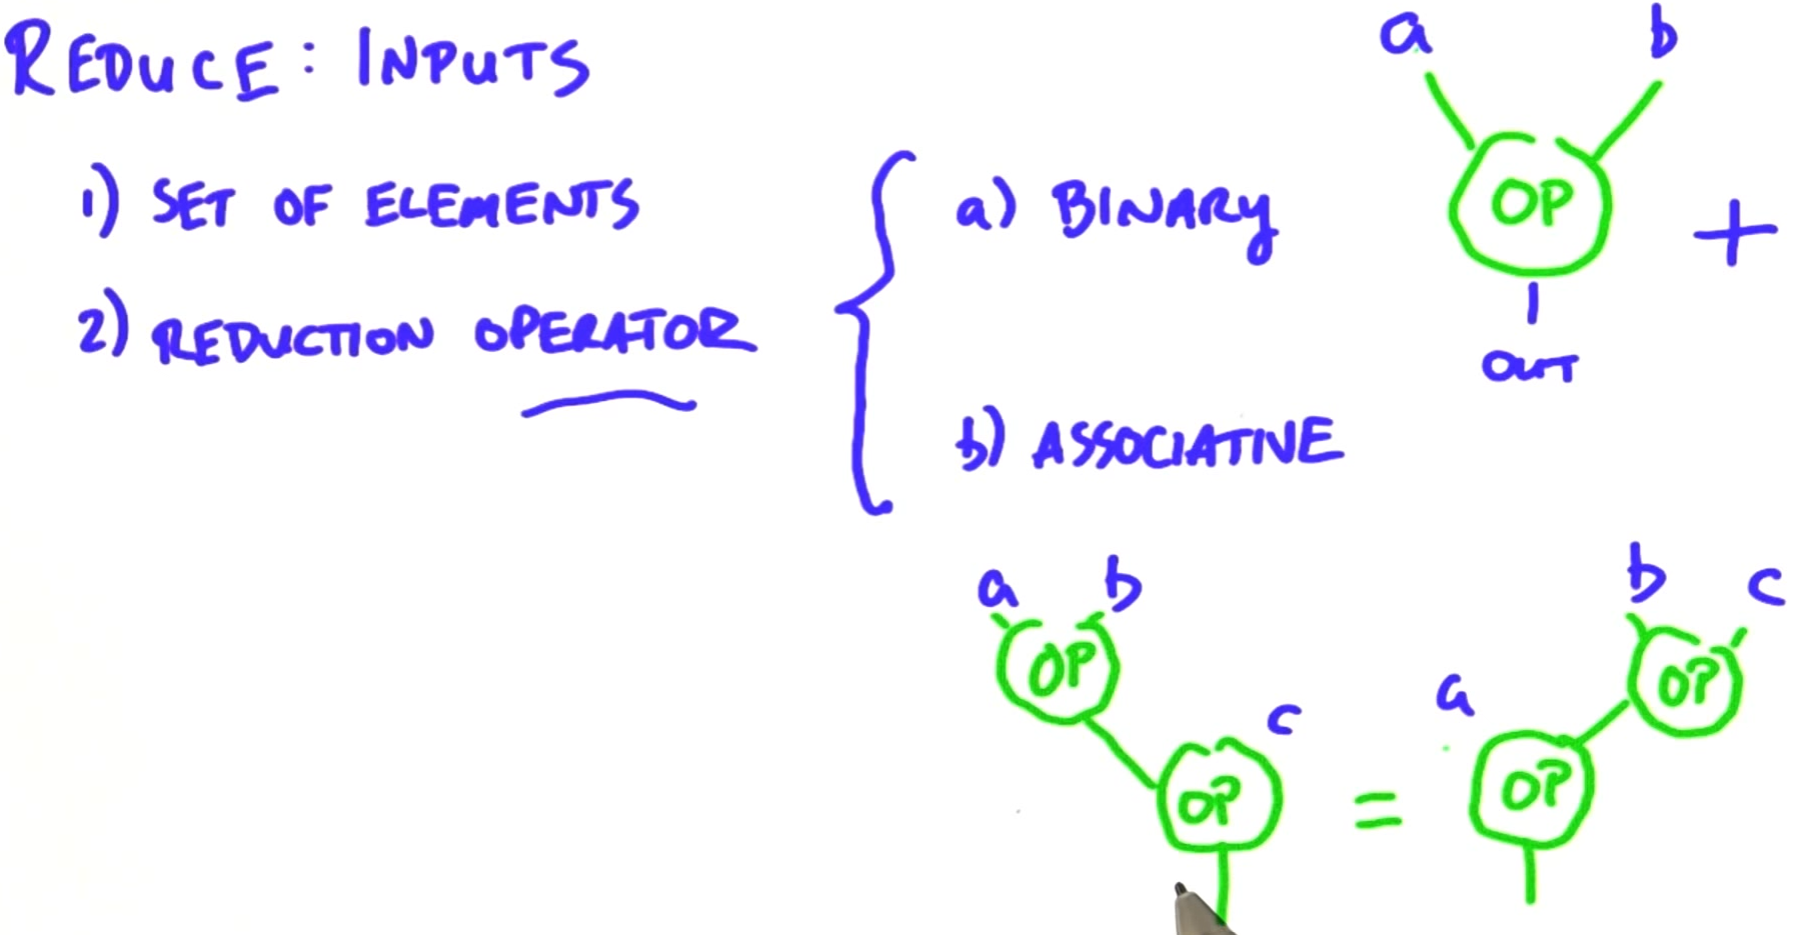 REDUCE: INPUTS
1) SET OF ELEMENTS
2) REDUCTION OPERATOR
a) BINARY
a b
OP
+
OUT
b) ASSOCIATIVE
a b
OP
c
OP
=
b c
OP
a
OP